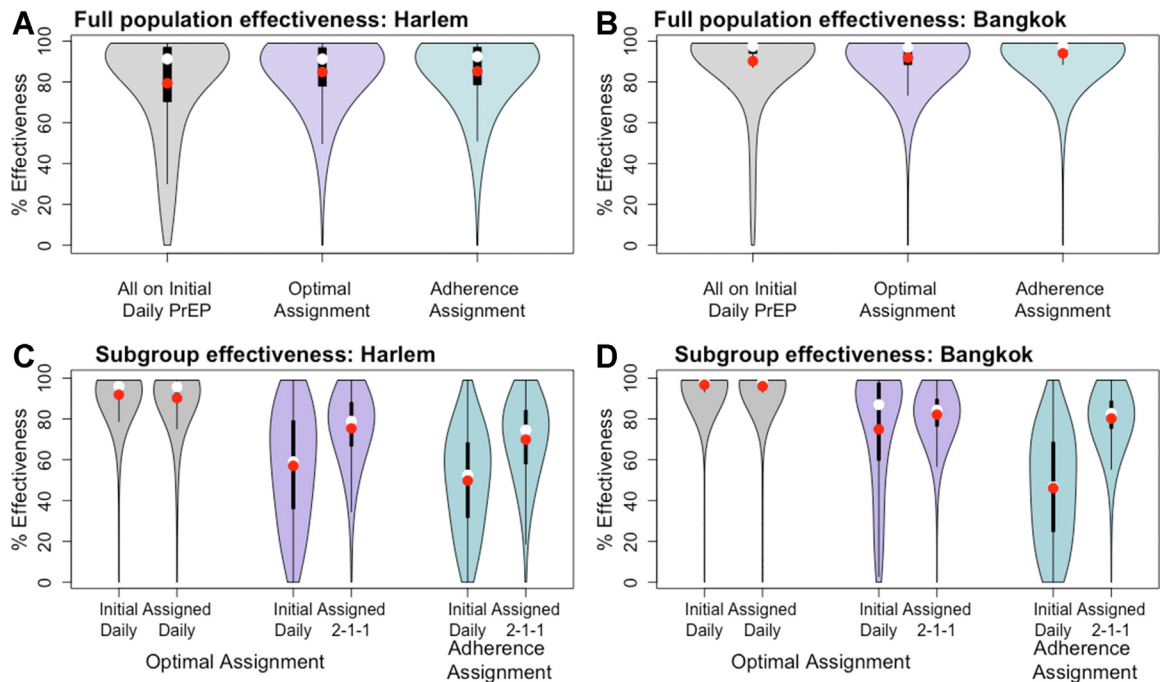 A Full population effectiveness: Harlem
% Effectiveness
100
80
60
40
20
0
All on Initial Daily PrEP
Optimal Assignment
Adherence Assignment
B Full population effectiveness: Bangkok
% Effectiveness
100
80
60
40
20
0
All on Initial Daily PrEP
Optimal Assignment
Adherence Assignment
C Subgroup effectiveness: Harlem
% Effectiveness
100
80
60
40
20
0
Initial Assigned Initial Assigned Initial Assigned
Daily Daily Daily 2-1-1 Daily 2-1-1
Optimal Assignment
Adherence
Assignment
D Subgroup effectiveness: Bangkok
% Effectiveness
100
80
60
40
20
0
Initial Assigned Initial Assigned Initial Assigned
Daily Daily Daily 2-1-1 Daily 2-1-1
Optimal Assignment
Adherence
Assignment